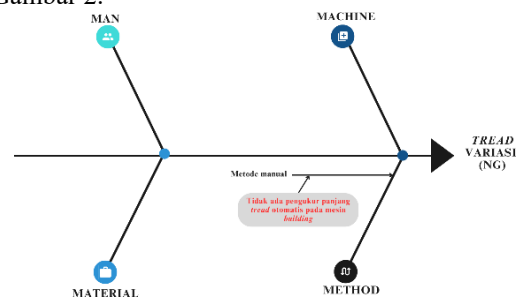 Gambar 2.
MAN
MACHINE
TREAD
VARIASI
(NG)
Metode manual
Tidak ada pengukur panjang
tread otomatis pada mesin
building
MATERIAL
METHOD